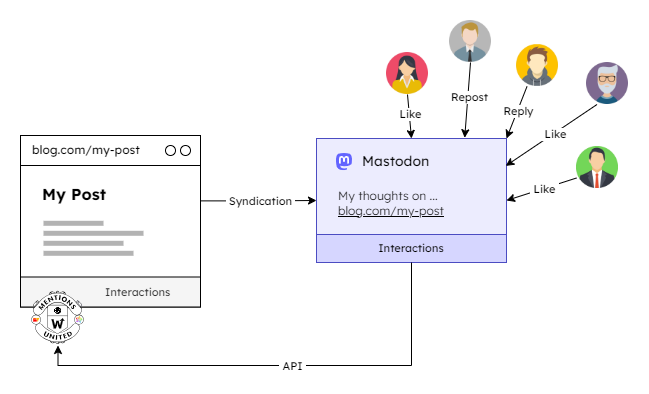 Like
Repost
Reply
Like
Like
blog.com/my-post
My Post
Syndication
Mastodon
My thoughts on ...
blog.com/my-post
Interactions
Interactions
MENTIONS
W
UNITED
API